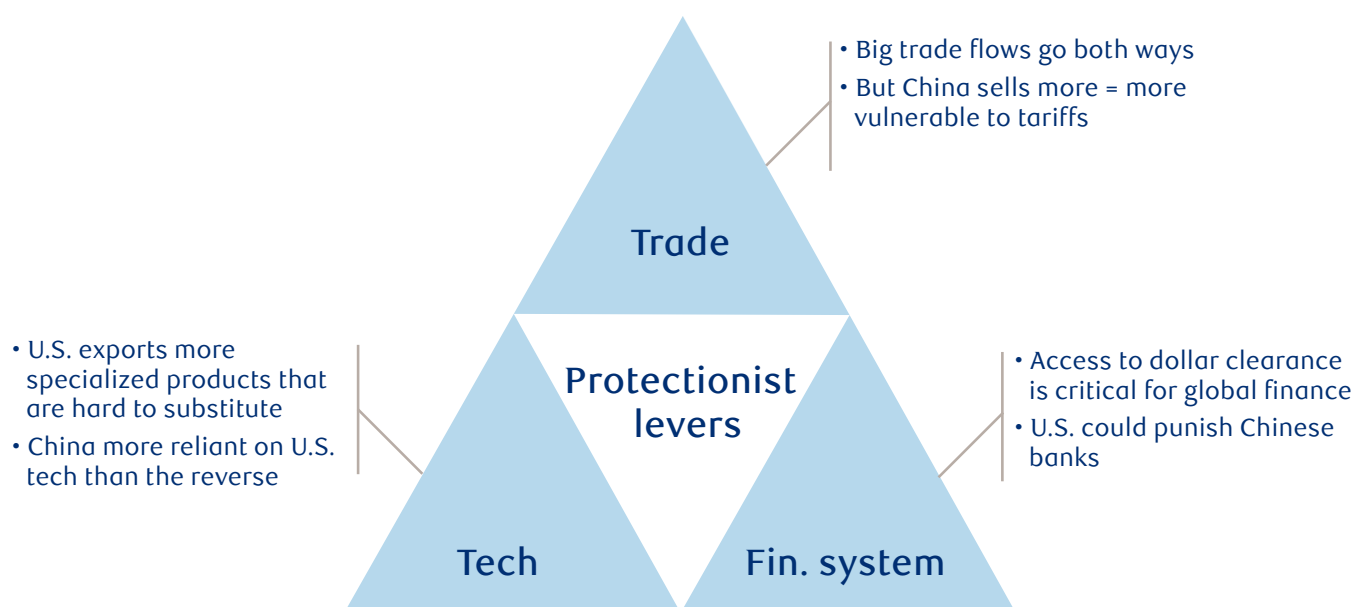 • Big trade flows go both ways
• But China sells more = more
vulnerable to tariffs
Trade
• U.S. exports more
specialized products that
are hard to substitute
• China more reliant on U.S.
tech than the reverse
Protectionist
levers
• Access to dollar clearance
is critical for global finance
• U.S. could punish Chinese
banks
Tech
Fin. system